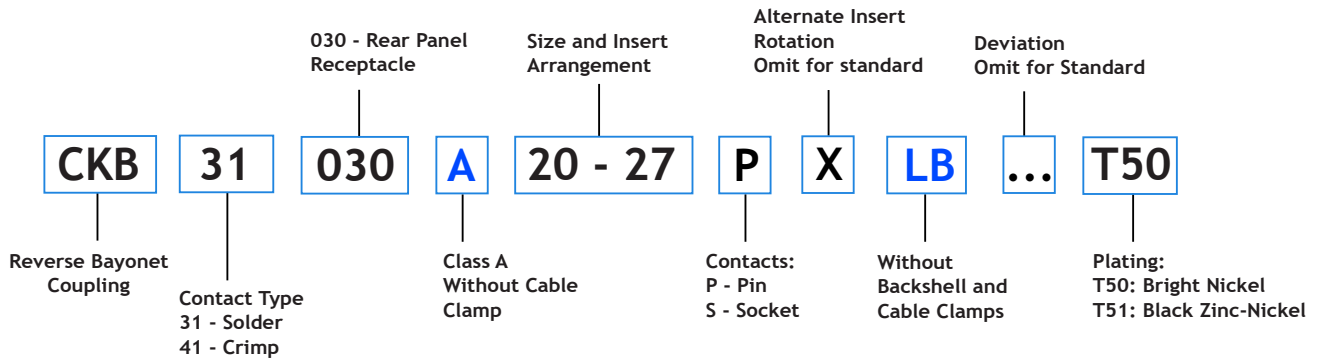 030 - Rear Panel
Receptacle
Size and Insert
Arrangement
Alternate Insert
Rotation
Omit for standard
Deviation
Omit for Standard
CKB 31 030 A 20 - 27 P X LB ... T50
Reverse Bayonet
Coupling
Contact Type
31 - Solder
41 - Crimp
Class A
Without Cable
Clamp
Contacts:
P - Pin
S - Socket
Without
Backshell and
Cable Clamps
Plating:
T50: Bright Nickel
T51: Black Zinc-Nickel